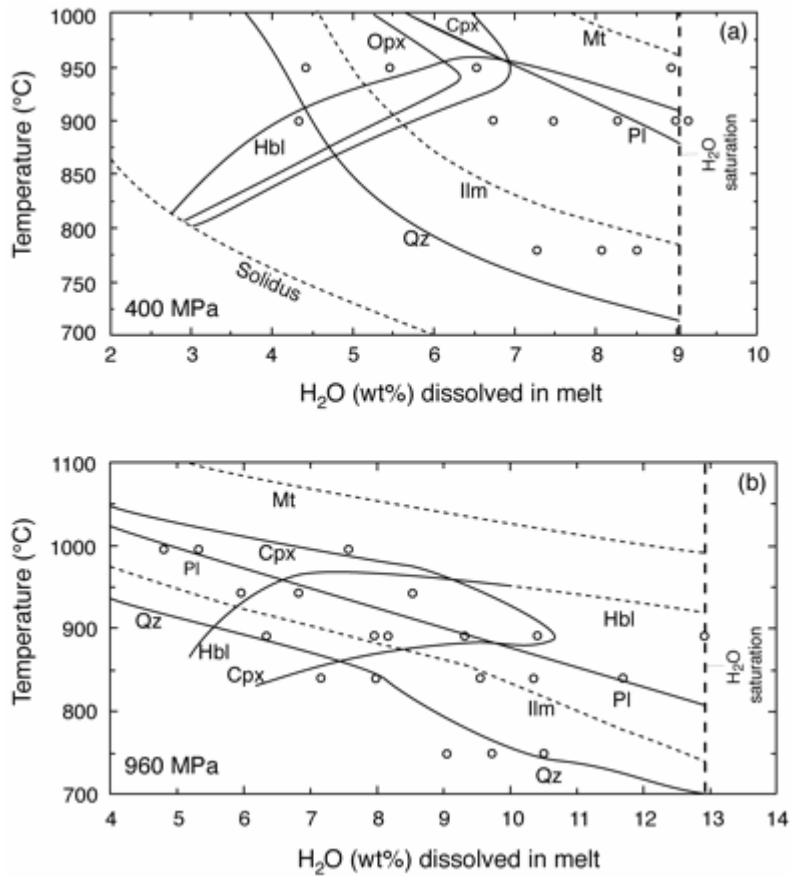 1000
950
900
850
800
750
700
Temperature (°C)
Opx
Cpx
Mt
(a)
Hbl
Pl
Ilm
Qz
Solidus
H₂O
saturation
400 MPa
2 3 4 5 6 7 8 9 10
H₂O (wt%) dissolved in melt
1100
1000
900
800
700
Temperature (°C)
Mt
(b)
Cpx
Pl
Qz
Hbl
Hbl
Cpx
Ilm
Pl
Qz
H₂O
saturation
960 MPa
4 5 6 7 8 9 10 11 12 13 14
H₂O (wt%) dissolved in melt